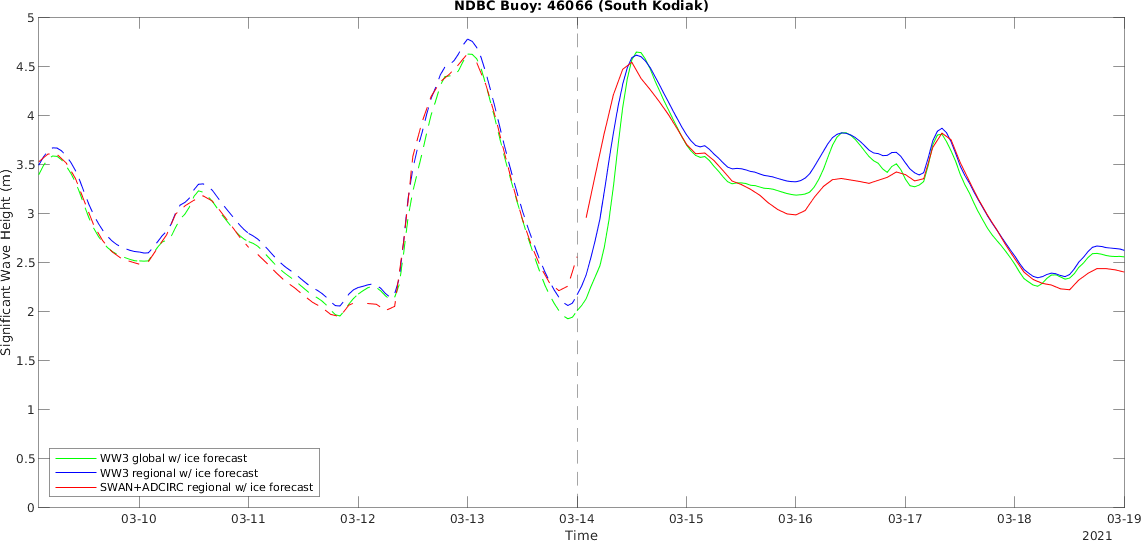 NDBC Buoy: 46066 (South Kodiak)
Significant Wave Height (m)
5
4.5
4
3.5
3
2.5
2
1.5
1
0.5
0
WW3 global w/ ice forecast
WW3 regional w/ ice forecast
SWAN+ADCIRC regional w/ ice forecast
03-10 03-11 03-12 03-13 03-14 03-15 03-16 03-17 03-18 03-19
Time
2021